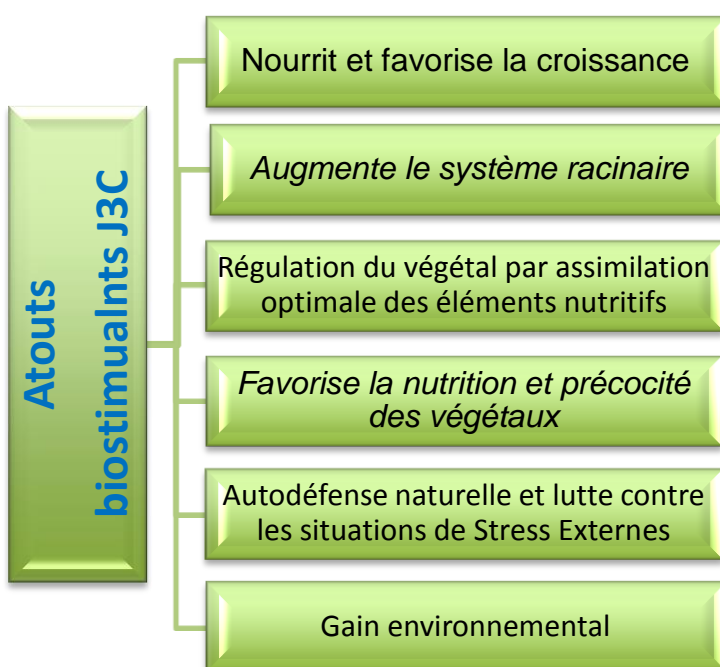 Atouts
biostimualnts J3C
Nourrit et favorise la croissance
Augmente le système racinaire
Régulation du végétal par assimilation
optimale des éléments nutritifs
Favorise la nutrition et précocité
des végétaux
Autodéfense naturelle et lutte contre
les situations de Stress Externes
Gain environnemental